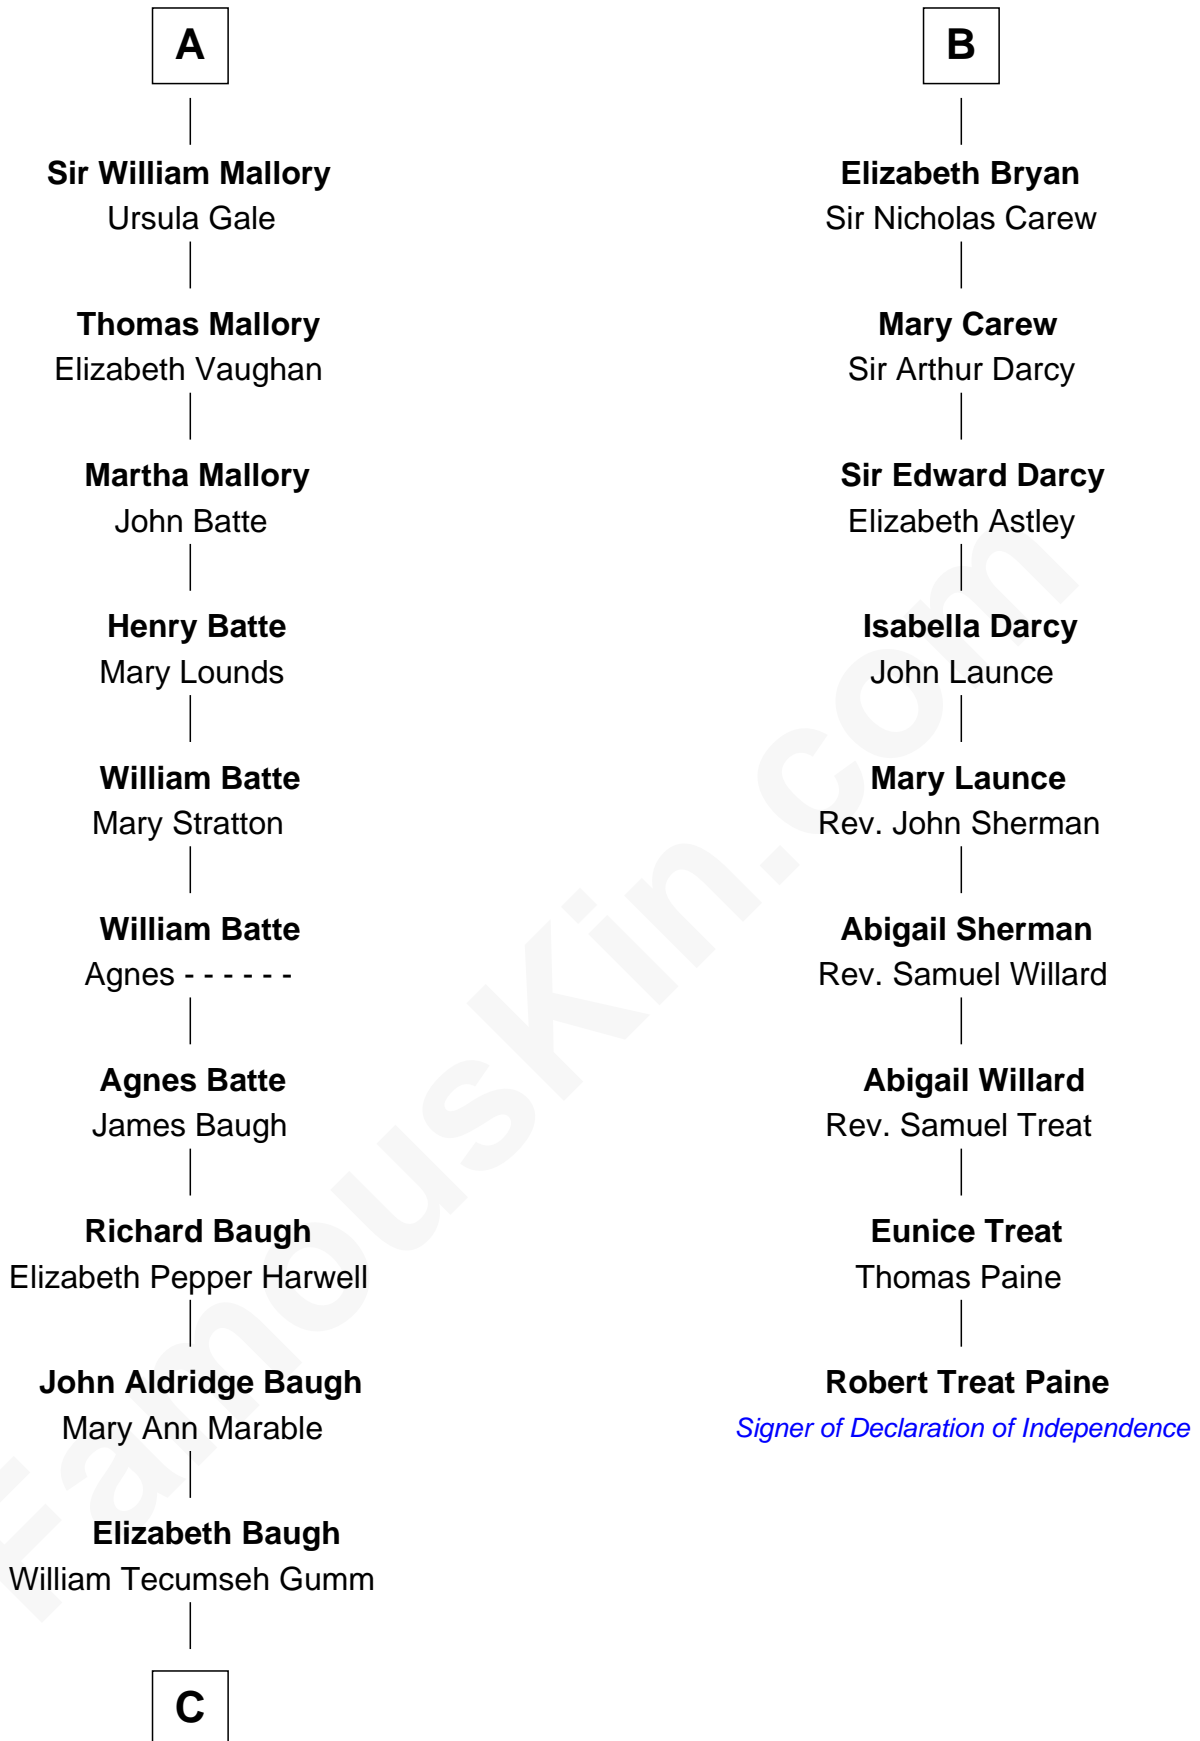 A
Sir William Mallory
Ursula Gale
Thomas Mallory
Elizabeth Vaughan
Martha Mallory
John Batte
Henry Batte
Mary Lounds
William Batte
Mary Stratton
William Batte
Agnes - - - - - -
Agnes Batte
James Baugh
Richard Baugh
Elizabeth Pepper Harwell
John Aldridge Baugh
Mary Ann Marable
Elizabeth Baugh
William Tecumseh Gumm
C
B
Elizabeth Bryan
Sir Nicholas Carew
Mary Carew
Sir Arthur Darcy
Sir Edward Darcy
Elizabeth Astley
Isabella Darcy
John Launce
Mary Launce
Rev. John Sherman
Abigail Sherman
Rev. Samuel Willard
Abigail Willard
Rev. Samuel Treat
Eunice Treat
Thomas Paine
Robert Treat Paine
Signer of Declaration of Independence
FamousKin.com